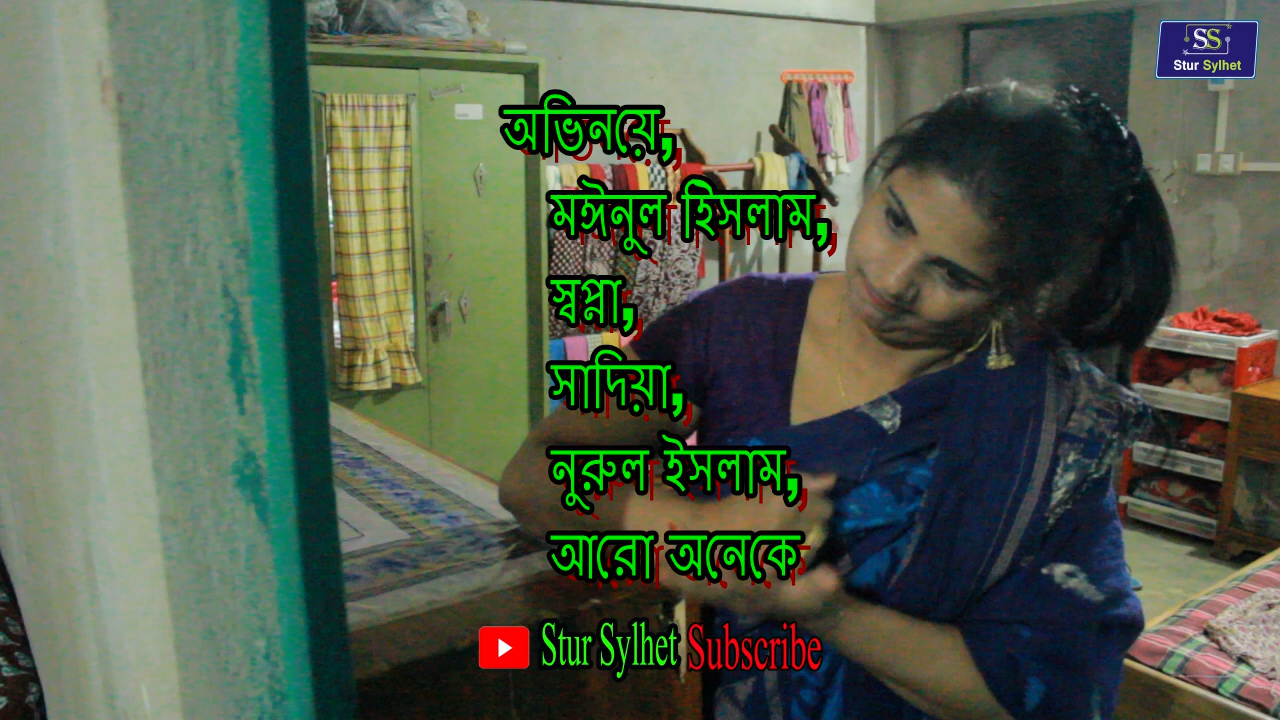 SS
Stur Sylhet
অভিনয়ে,
মঈনুল হিসলাম,
স্বপ্না,
সাদিয়া,
নুরুল ইসলাম,
আরো অনেকে
Stur Sylhet Subscribe